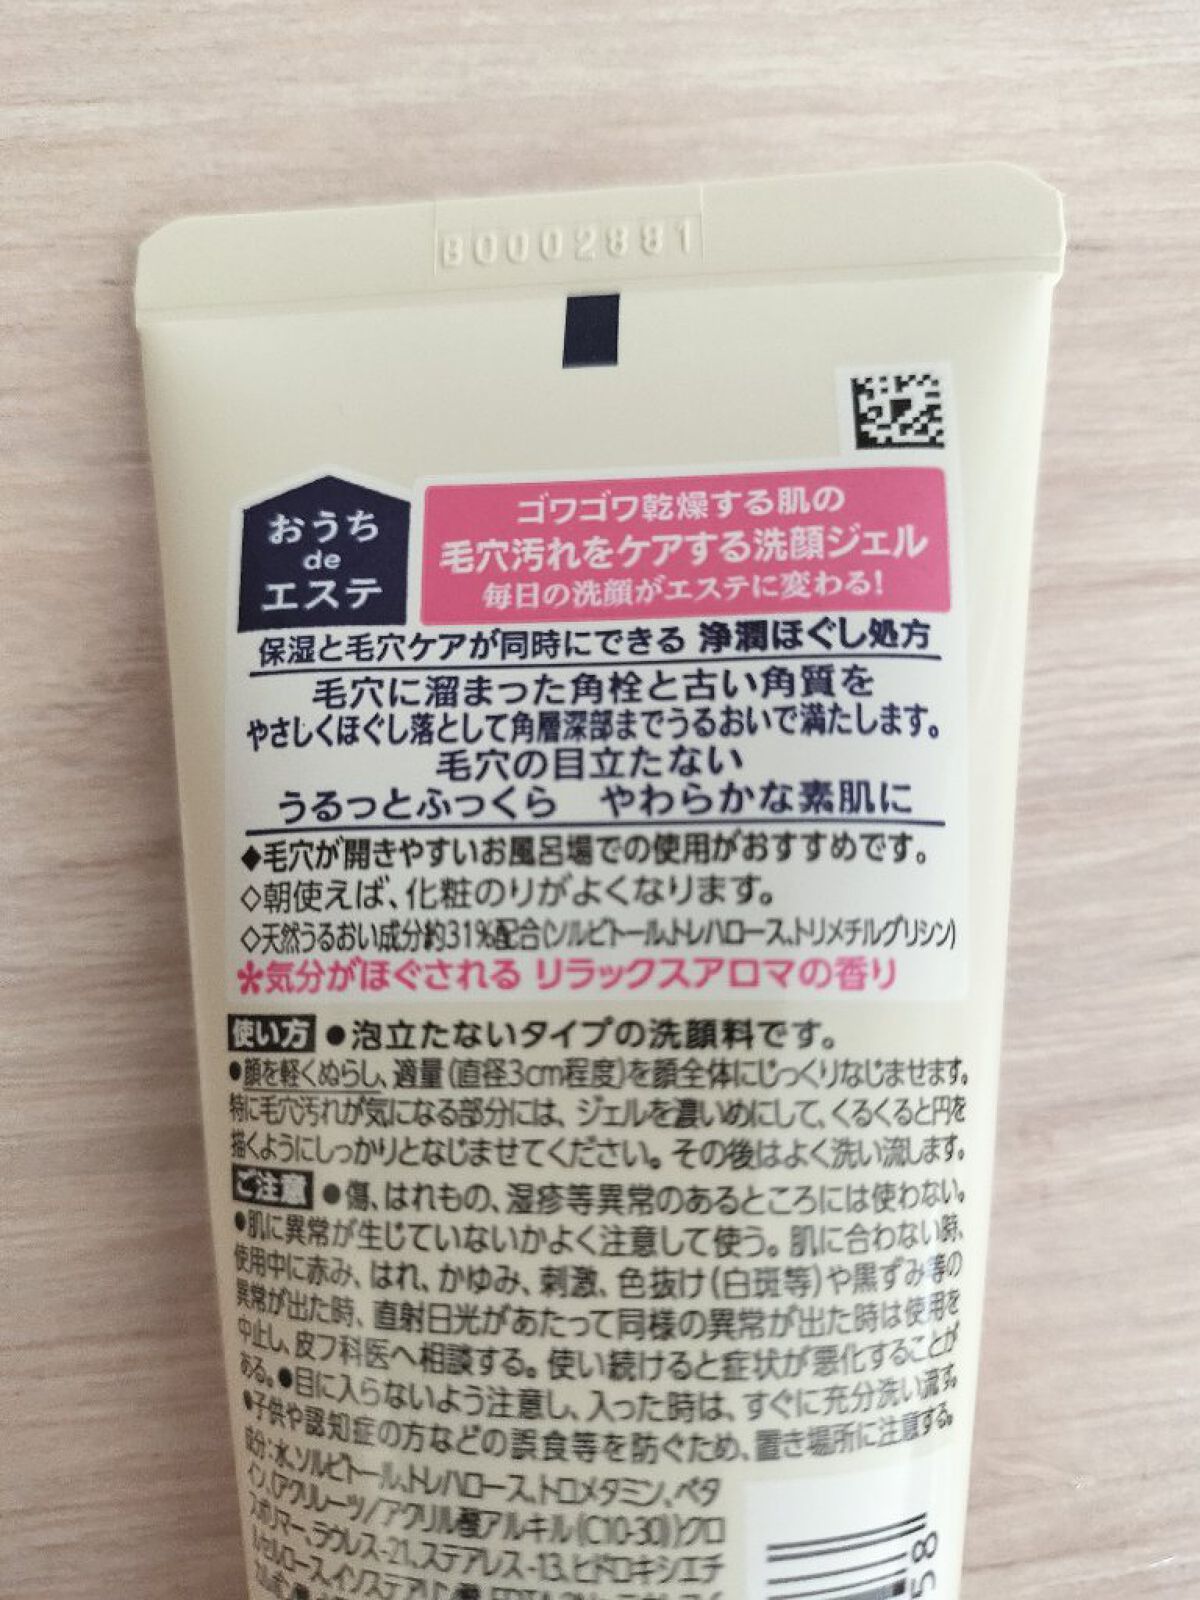 B0002881
おうち
de
エステ
ゴワゴワ乾燥する肌の
毛穴汚れをケアする洗顔ジェル
毎日の洗顔がエステに変わる!
保湿と毛穴ケアが同時にできる 浄潤ほぐし処方
毛穴に溜まった角栓と古い角質を
やさしくほぐし落として角層深部までうるおいで満たします。
毛穴の目立たない
うるっとふっくら やわらかな素肌に
◆毛穴が開きやすいお風呂場での使用がおすすめです。
◇朝使えば、化粧のりがよくなります。
◇天然うるおい成分約31%配合(ソルビトール、トレハロース、トリメチルグリシン)
*気分がほぐされる リラックスアロマの香り
使い方 ●泡立たないタイプの洗顔料です。
●顔を軽くぬらし、適量(直径3cm程度)を顔全体にじっくりなじませます。
特に毛穴汚れが気になる部分には、ジェルを濃いめにして、くるくると円を
描くようにしっかりとなじませてください。その後はよく洗い流します。
ご注意 ●傷、はれもの、湿疹等異常のあるところには使わない。
●肌に異常が生じていないかよく注意して使う。肌に合わない時、
使用中に赤み、はれ、かゆみ、刺激、色抜け(白斑等)や黒ずみ等の
異常が出た時、直射日光があたって同様の異常が出た時は使用を
中止し、皮フ科医へ相談する。使い続けると症状が悪化することが
ある。●目に入らないよう注意し、入った時は、すぐに充分洗い流す。
●子供や認知症の方などの誤食等を防ぐため、置き場所に注意する。
成分:水、ソルビトール、トレハロース、トロメタミン、ベタ
イン、(アクリレーツ/アクリル酸アルキル(C10-30))クロ
スポリマー、ラウレス-21、ステアレス-13、ヒドロキシエチ
ルセルロース、イソステアリン酸、EDTA-2Na
58